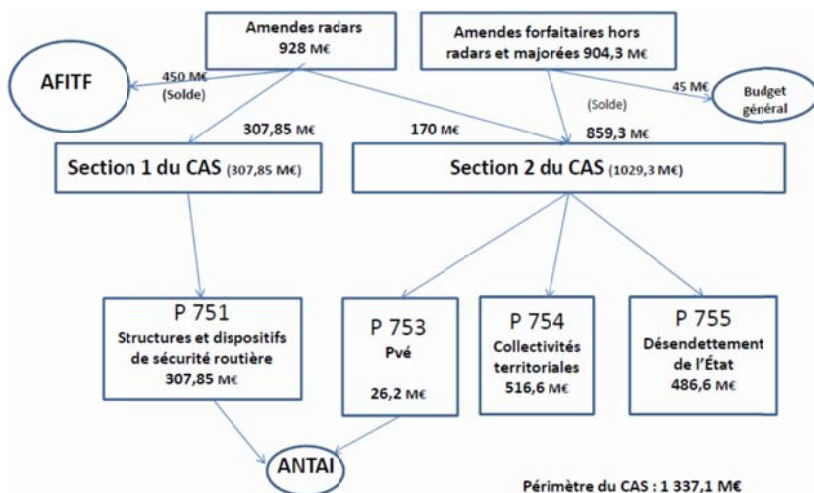 Amendes radars
928 M€
Amendes forfaitaires hors
radars et majorées 904,3 M€
AFITF
450 M€
(Solde)
45 M€
Budget
général
(Solde)
307,85 M€
170 M€
859,3 M€
Section 1 du CAS (307,85 M€)
Section 2 du CAS (1029,3 M€)
P 751
Structures et dispositifs
de sécurité routière
307,85 M€
P 753
Pvé
26,2 M€
P 754
Collectivités
territoriales
516,6 M€
P 755
Désendettement
de l'État
486,6 M€
ANTAI
Périmètre du CAS : 1 337,1 M€